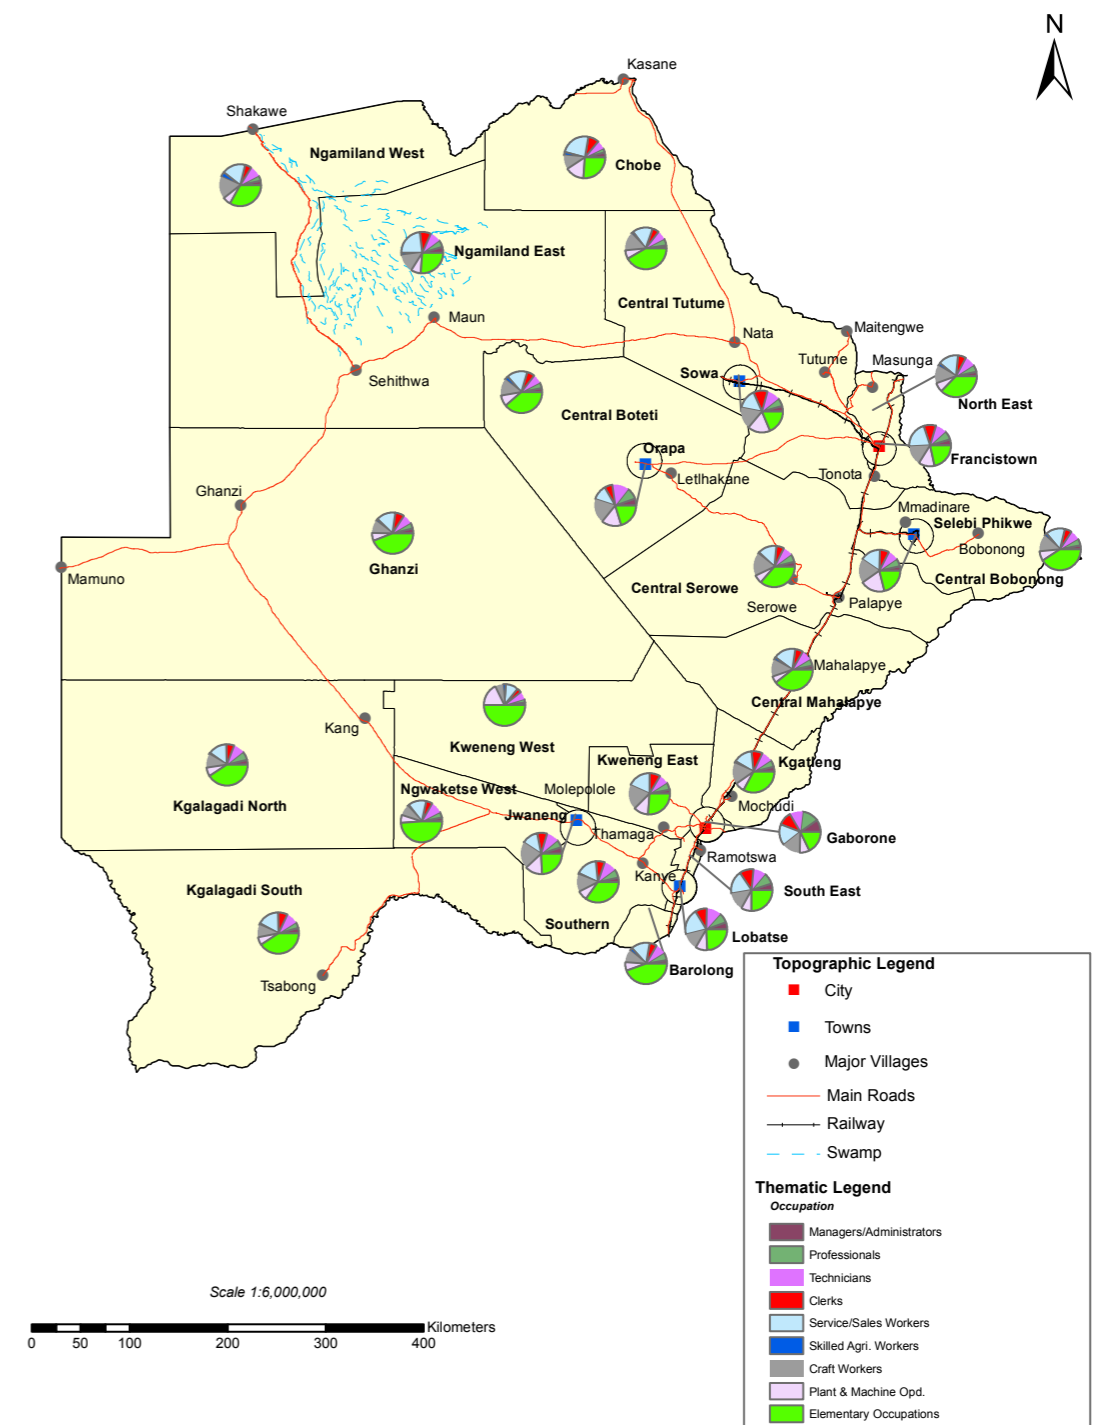 N
Kasane
Shakawe
Ngamiland West
Chobe
Ngamiland East
Central Tutume
Maun
Nata
Maitengwe
Tutume
Masunga
Sehithwa
Sowa
North East
Central Boteti
Orapa
Francistown
Letlhakane
Tonota
Ghanzi
Mmadinare
Selebi Phikwe
Bobonong
Ghanzi
Mamuno
Central Serowe
Central Bobonong
Serowe
Palapye
Mahalapye
Central Mahalapye
Kang
Kweneng West
Kweneng East
Kgatleng
Kgalagadi North
Ngwaketse West
Molepolole
Mochudi
Jwaneng
Thamaga
Gaborone
Ramotswa
Kanye
Kgalagadi South
South East
Southern
Lobatse
Barolong
Tsabong
Topographic Legend
City
Towns
Major Villages
Main Roads
Railway
Swamp
Thematic Legend
Occupation
Managers/Administrators
Professionals
Technicians
Clerks
Service/Sales Workers
Skilled Agri. Workers
Craft Workers
Plant & Machine Opd.
Elementary Occupations
Scale 1:6,000,000
Kilometers
0 50 100 200 300 400